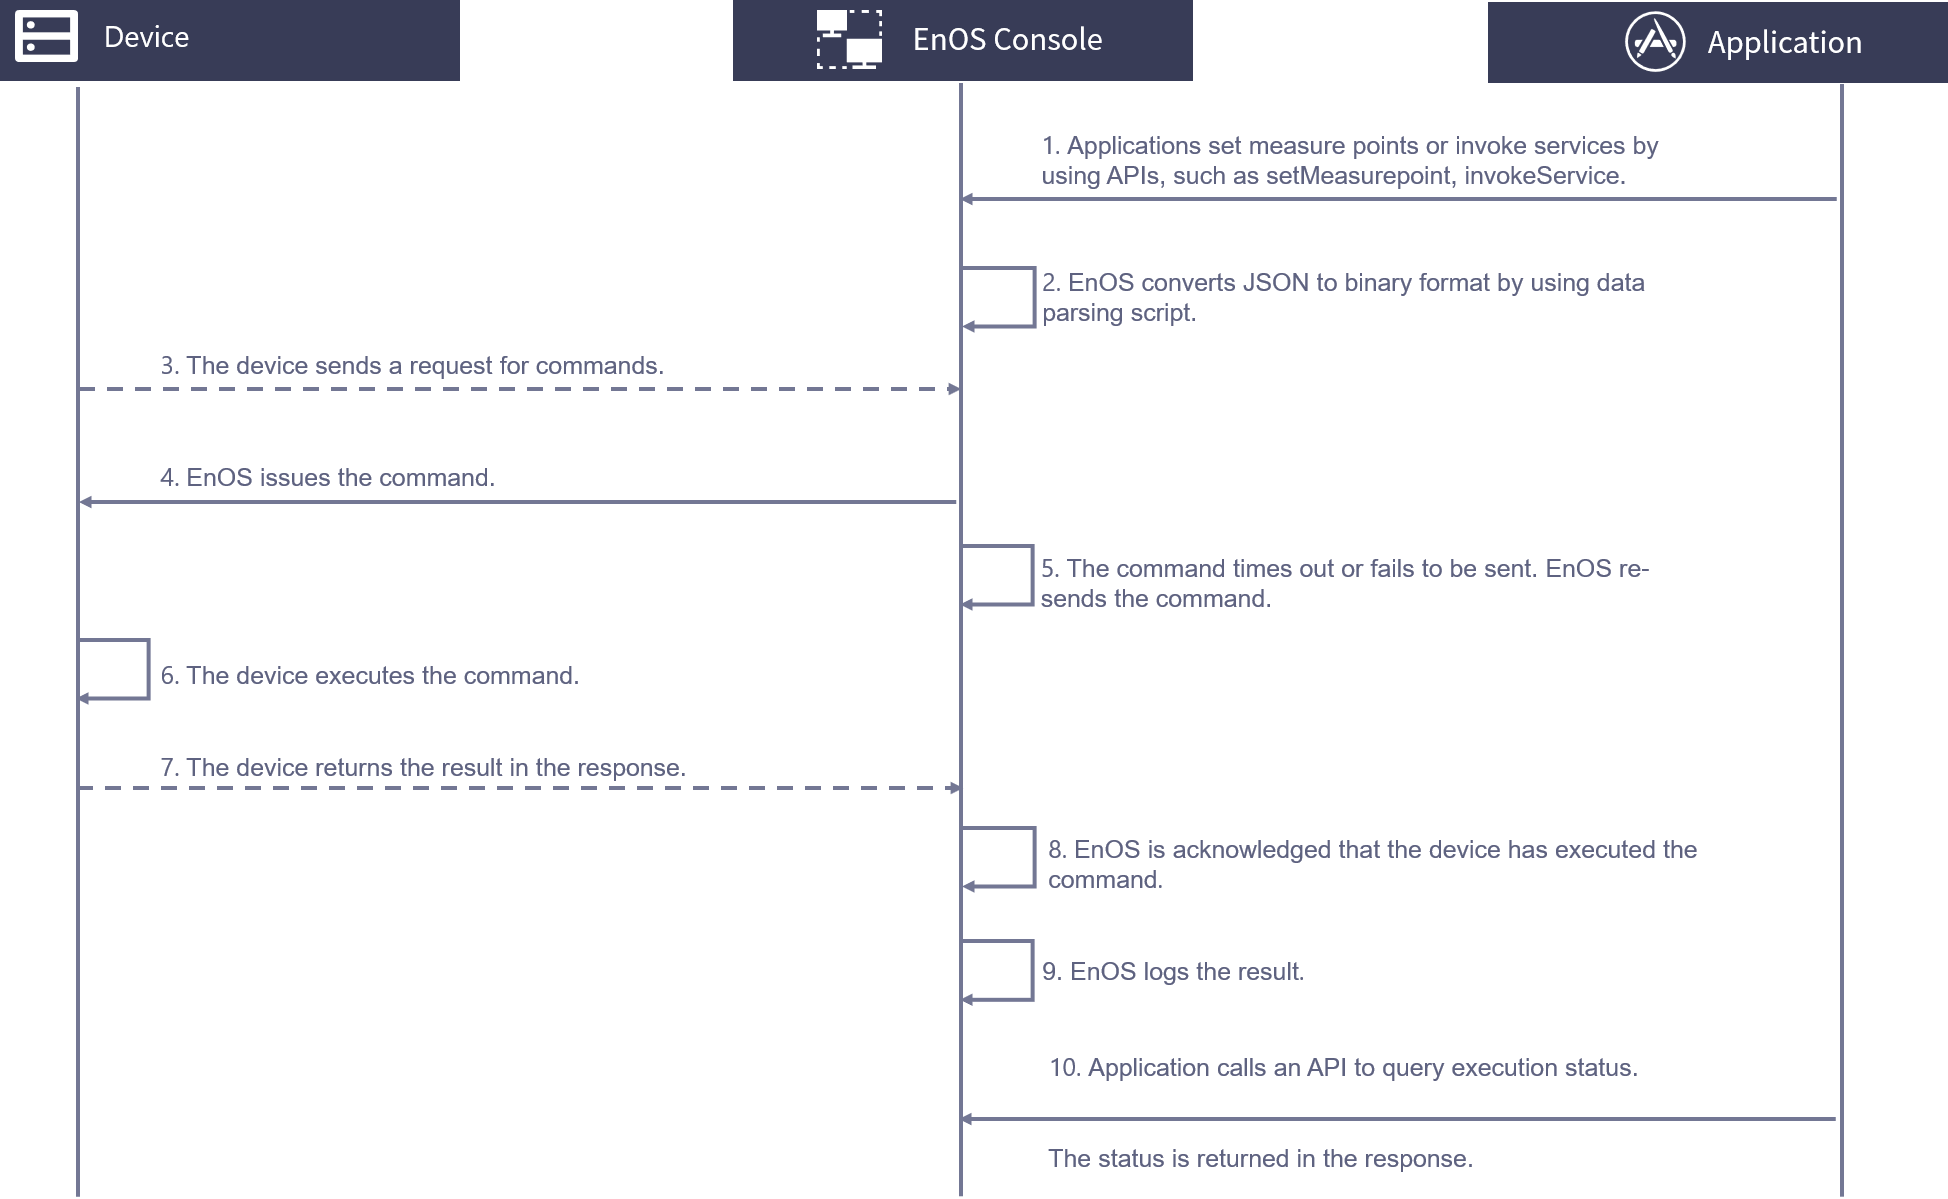 Device
EnOS Console
Application
1. Applications set measure points or invoke services by
using APIs, such as setMeasurepoint, invokeService.
2. EnOS converts JSON to binary format by using data
parsing script.
3. The device sends a request for commands.
4. EnOS issues the command.
5. The command times out or fails to be sent. EnOS re-
sends the command.
6. The device executes the command.
7. The device returns the result in the response.
8. EnOS is acknowledged that the device has executed the
command.
9. EnOS logs the result.
10. Application calls an API to query execution status.
The status is returned in the response.